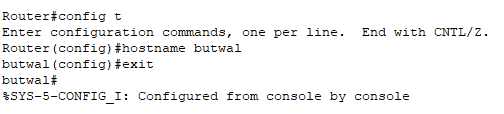 Router#config t
Enter configuration commands, one per line.  End with CNTL/Z.
Router(config)#hostname butwal
butwal(config)#exit
butwal#
%SYS-5-CONFIG_I: Configured from console by console